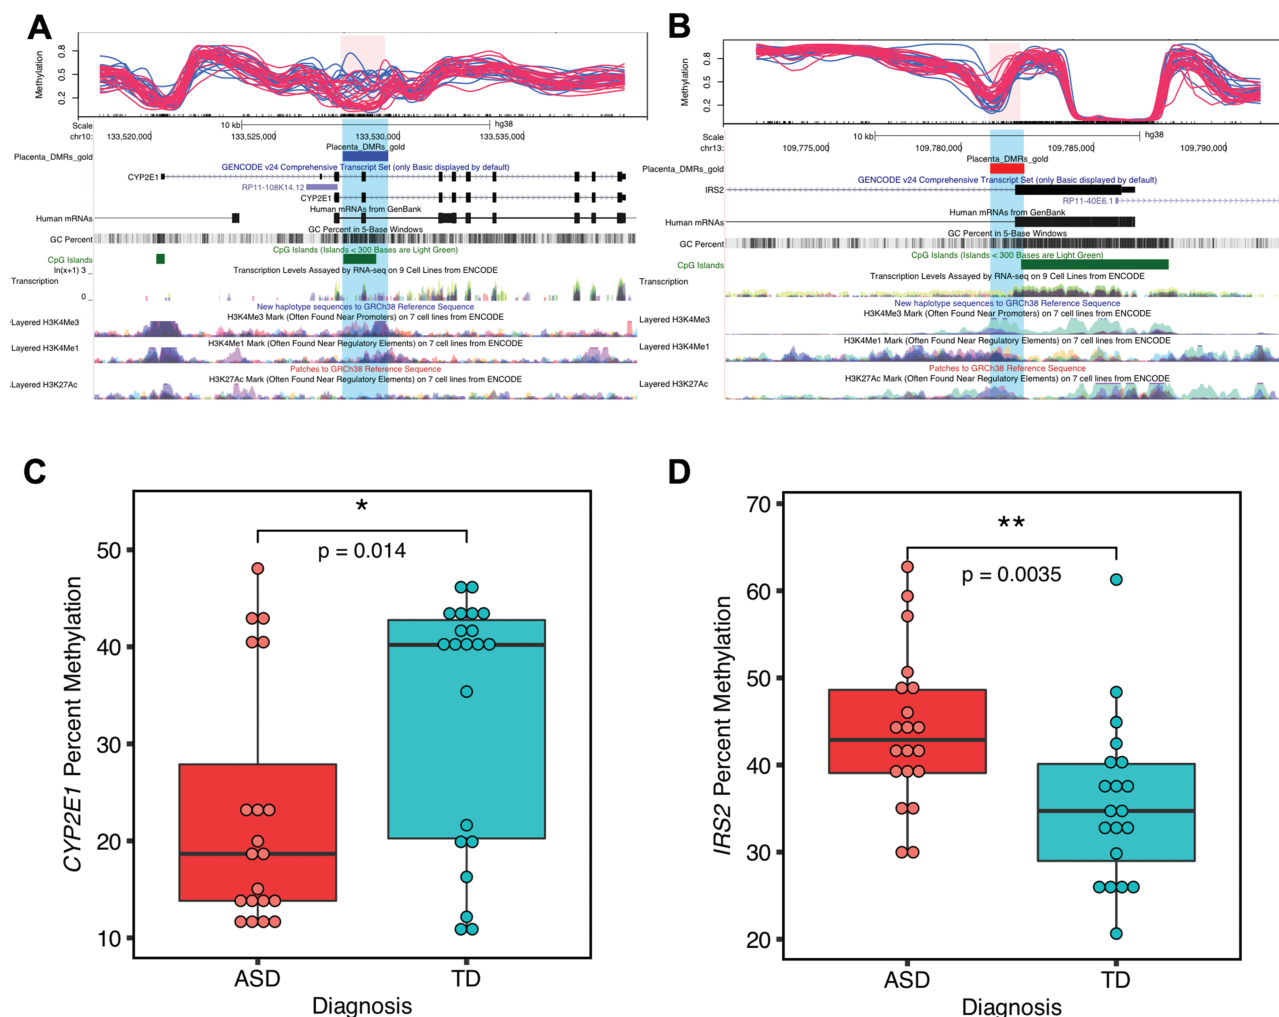 A
Methylation
0.8
0.5
0.2
Scale
10 kb
hg38
chr10:
133,520,000
133,525,000
133,530,000
133,535,000
Placenta_DMRs_gold
Placenta_DMRs_gold
GENCODE v24 Comprehensive Transcript Set (only Basic displayed by default)
CYP2E1
RP11-108K14.12
CYP2E1
Human mRNAs from GenBank
Human mRNAs
GC Percent in 5-Base Windows
GC Percent
CpG Islands (Islands < 300 Bases are Light Green)
CpG Islands
ln(x+1) 3
Transcription Levels Assayed by RNA-seq on 9 Cell Lines from ENCODE
Transcription
0
New haplotype sequences to GRCh38 Reference Sequence
H3K4Me3 Mark (Often Found Near Promoters) on 7 cell lines from ENCODE
Layered H3K4Me3
H3K4Me1 Mark (Often Found Near Regulatory Elements) on 7 cell lines from ENCODE
Layered H3K4Me1
Patches to GRCh38 Reference Sequence
H3K27Ac Mark (Often Found Near Regulatory Elements) on 7 cell lines from ENCODE
Layered H3K27Ac
B
Methylation
0.8
0.5
0.2
Scale
10 kb
hg38
chr13:
109,775,000
109,780,000
109,785,000
109,790,000
Placenta_DMRs_gold
Placenta_DMRs_gold
GENCODE v24 Comprehensive Transcript Set (only Basic displayed by default)
IRS2
RP11-40E6.1
Human mRNAs from GenBank
Human mRNAs
GC Percent in 5-Base Windows
GC Percent
CpG Islands (Islands < 300 Bases are Light Green)
CpG Islands
Transcription Levels Assayed by RNA-seq on 9 Cell Lines from ENCODE
Transcription
New haplotype sequences to GRCh38 Reference Sequence
H3K4Me3 Mark (Often Found Near Promoters) on 7 cell lines from ENCODE
Layered H3K4Me3
H3K4Me1 Mark (Often Found Near Regulatory Elements) on 7 cell lines from ENCODE
Layered H3K4Me1
Patches to GRCh38 Reference Sequence
H3K27Ac Mark (Often Found Near Regulatory Elements) on 7 cell lines from ENCODE
Layered H3K27Ac
C
*
p = 0.014
CYP2E1 Percent Methylation
50
40
30
20
10
ASD
TD
Diagnosis
D
**
p = 0.0035
IRS2 Percent Methylation
70
60
50
40
30
20
ASD
TD
Diagnosis